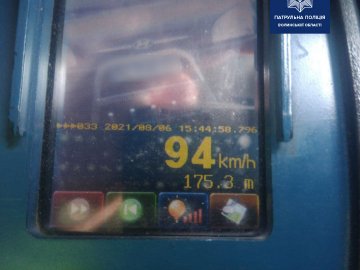 ПАТРУЛЬНА ПОЛІЦІЯ
ВОЛИНСЬКОЇ ОБЛАСТІ
▶▶▶033 2021/08/06 15:44:58.796
94 km/h
175.3 m